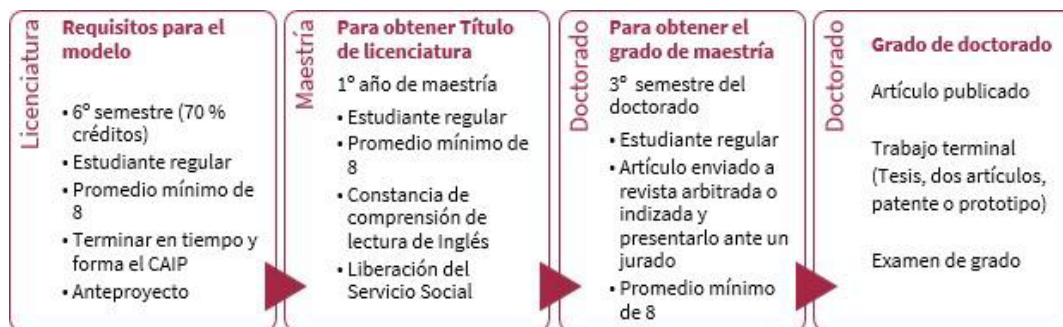 Licenciatura
Requisitos para el
modelo
• 6º semestre (70 %
créditos)
• Estudiante regular
• Promedio mínimo de
8
• Terminar en tiempo y
forma el CAIP
• Anteproyecto
Maestría
Para obtener Título
de licenciatura
1º año de maestría
• Estudiante regular
• Promedio mínimo de
8
• Constancia de
comprensión de
lectura de Inglés
• Liberación del
Servicio Social
Doctorado
Para obtener el
grado de maestría
3º semestre del
doctorado
• Estudiante regular
• Artículo enviado a
revista arbitrada o
indizada y
presentarlo ante un
jurado
• Promedio mínimo
de 8
Doctorado
Grado de doctorado
Artículo publicado
Trabajo terminal
(Tesis, dos artículos,
patente o prototipo)
Examen de grado